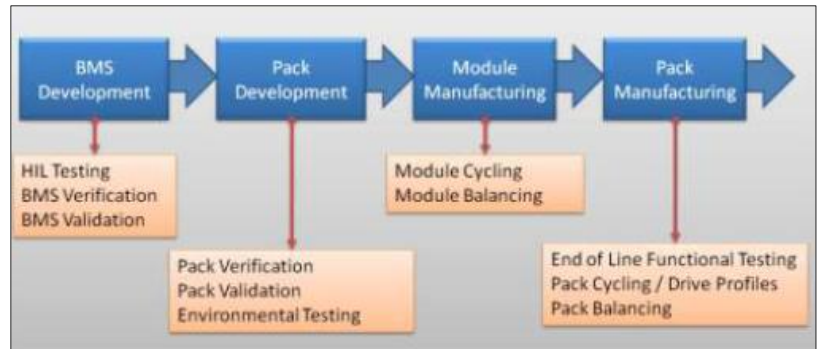 BMS
Development
Pack
Development
Module
Manufacturing
Pack
Manufacturing
HIL Testing
BMS Verification
BMS Validation
Pack Verification
Pack Validation
Environmental Testing
Module Cycling
Module Balancing
End of Line Functional Testing
Pack Cycling / Drive Profiles
Pack Balancing